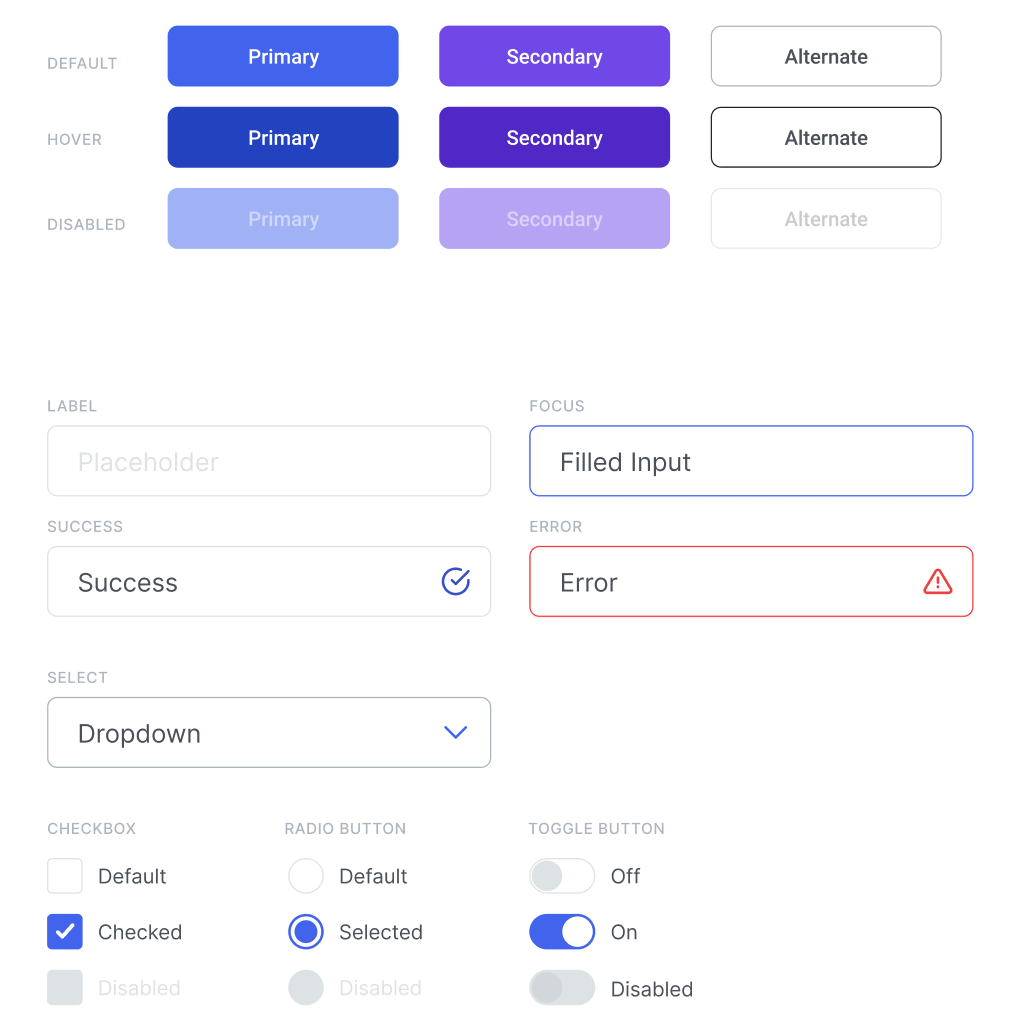 DEFAULT Primary Secondary Alternate
HOVER Primary Secondary Alternate
DISABLED Primary Secondary Alternate
LABEL FOCUS
Placeholder Filled Input
SUCCESS ERROR
Success Error
SELECT
Dropdown
CHECKBOX RADIO BUTTON TOGGLE BUTTON
Default Default Off
Checked Selected On
Disabled Disabled Disabled